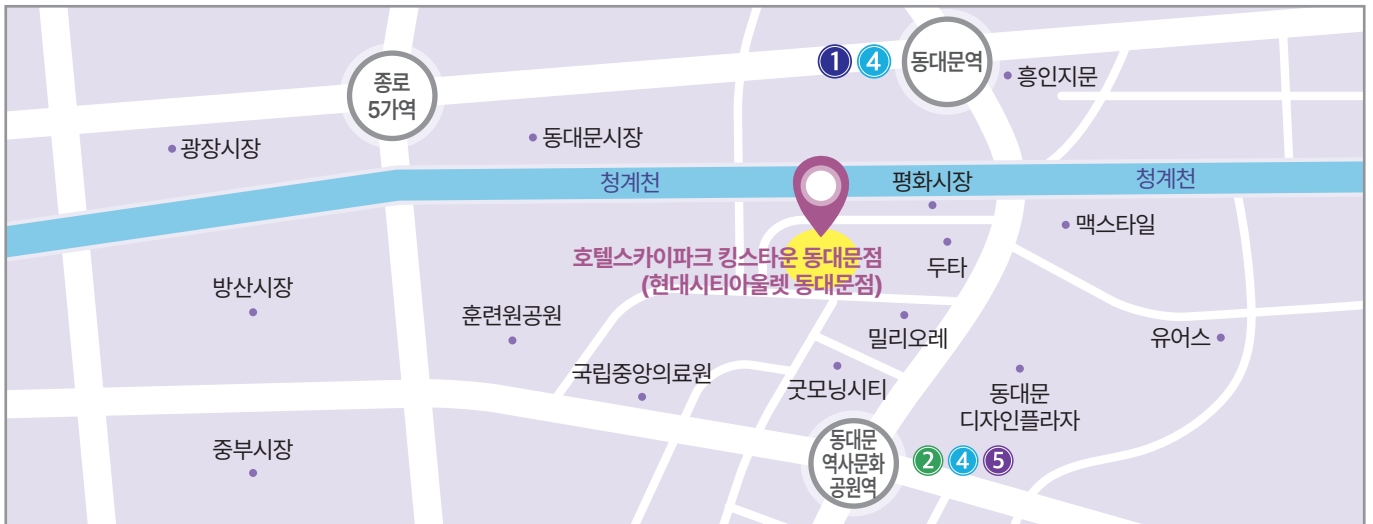 1 4
동대문역
종로
5가역
흥인지문
광장시장
동대문시장
청계천
평화시장
청계천
맥스타일
호텔스카이파크 킹스타운 동대문점
(현대시티아울렛 동대문점)
두타
방산시장
훈련원공원
밀리오레
유어스
국립중앙의료원
굿모닝시티
동대문
디자인플라자
중부시장
동대문
역사문화
공원역
2 4 5